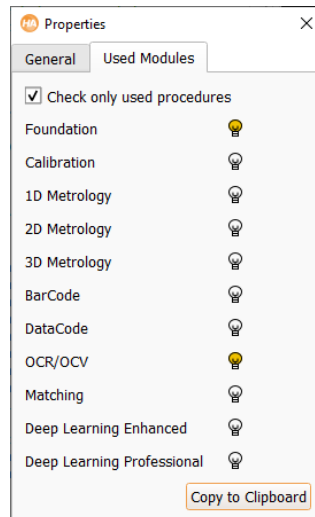 HA Properties
General Used Modules
Check only used procedures
Foundation
Calibration
1D Metrology
2D Metrology
3D Metrology
BarCode
DataCode
OCR/OCV
Matching
Deep Learning Enhanced
Deep Learning Professional
Copy to Clipboard